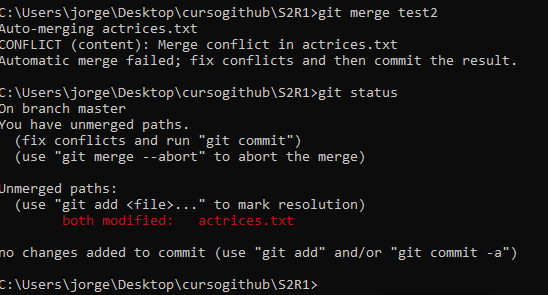 C:\Users\jorge\Desktop\cursogithub\S2R1>git merge test2
Auto-merging actrices.txt
CONFLICT (content): Merge conflict in actrices.txt
Automatic merge failed; fix conflicts and then commit the result.
C:\Users\jorge\Desktop\cursogithub\S2R1>git status
On branch master
You have unmerged paths.
  (fix conflicts and run "git commit")
  (use "git merge --abort" to abort the merge)
Unmerged paths:
  (use "git add <file>..." to mark resolution)
        both modified:   actrices.txt
no changes added to commit (use "git add" and/or "git commit -a")
C:\Users\jorge\Desktop\cursogithub\S2R1>